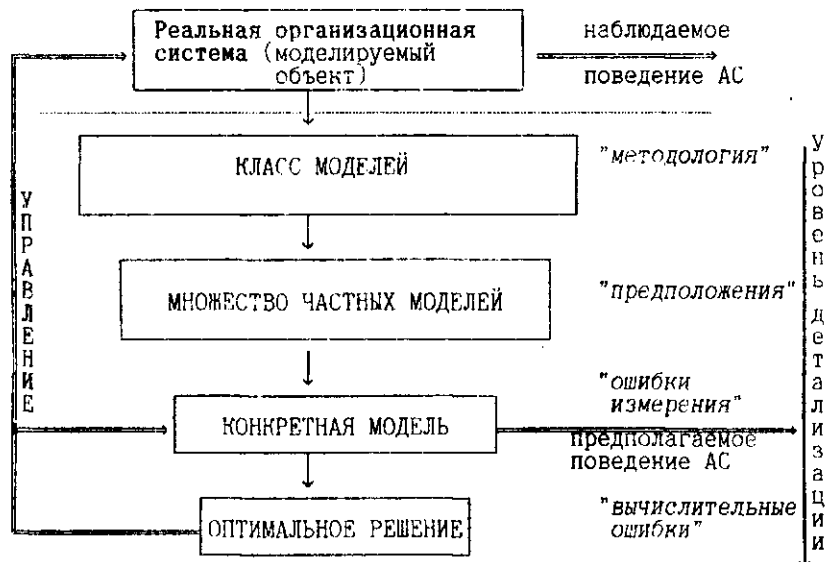 Реальная организационная
система (моделируемый
объект)
наблюдаемое
поведение АС
КЛАСС МОДЕЛЕЙ
"методология"
МНОЖЕСТВО ЧАСТНЫХ МОДЕЛЕЙ
"предположения"
"ошибки
измерения"
КОНКРЕТНАЯ МОДЕЛЬ
предполагаемое
поведение АС
ОПТИМАЛЬНОЕ РЕШЕНИЕ
"вычислительные
ошибки"
УПРАВЛЕНИЕ
Уровень детализации